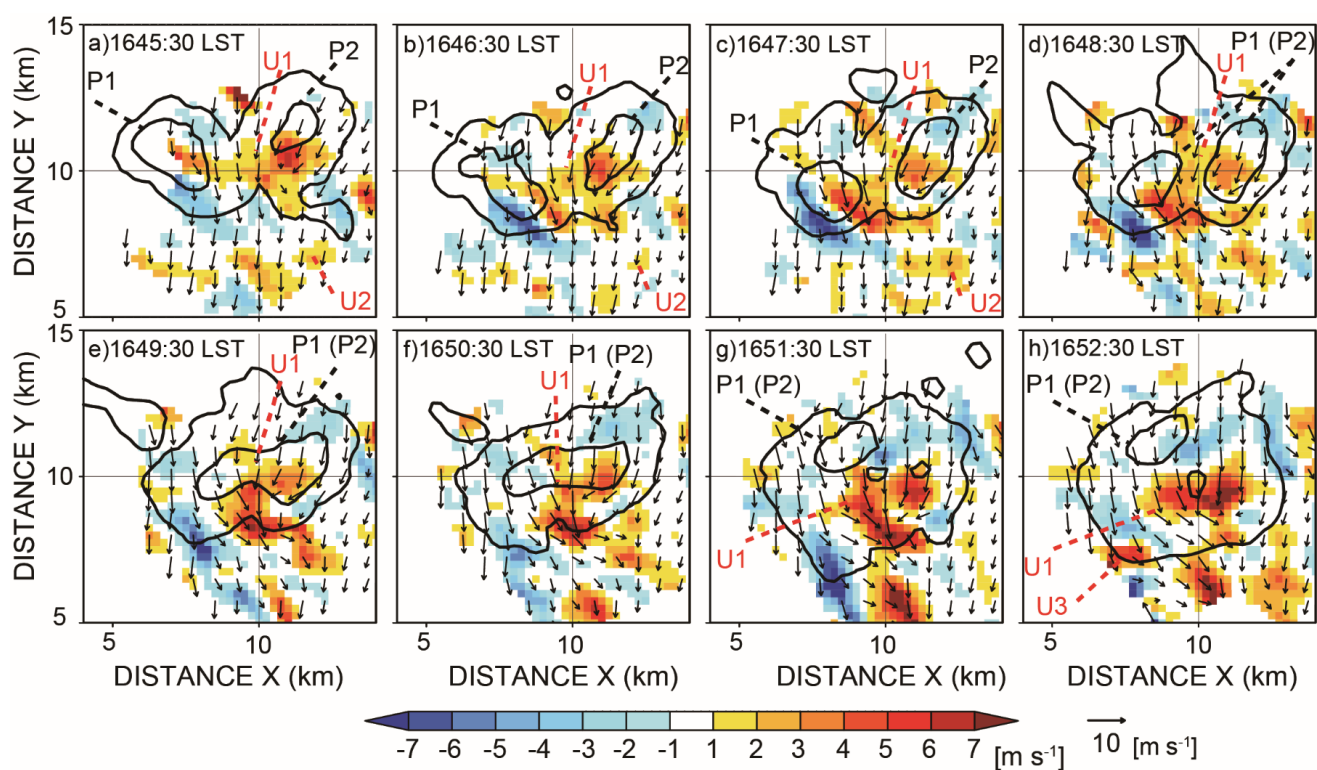 15
a)1645:30 LST
U1
P2
P1
b)1646:30 LST
U1
P2
P1
c)1647:30 LST
U1
P2
P1
d)1648:30 LST
P1 (P2)
U1
DISTANCE Y (km)
10
U2
U2
U2
5
15
e)1649:30 LST
P1 (P2)
U1
f)1650:30 LST
P1 (P2)
U1
g)1651:30 LST
P1 (P2)
h)1652:30 LST
P1 (P2)
DISTANCE Y (km)
10
U1
U1
U3
5
5
10
5
10
5
10
5
10
DISTANCE X (km)
DISTANCE X (km)
DISTANCE X (km)
DISTANCE X (km)
-7 -6 -5 -4 -3 -2 -1 1 2 3 4 5 6 7 [m s⁻¹]
10 [m s⁻¹]